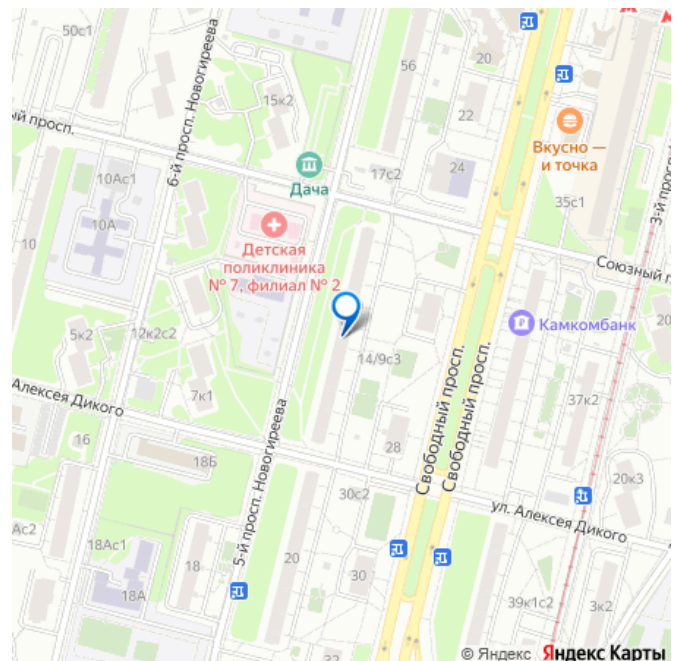 50с1
20
56
15к2
22
Вкусно —
и точка
ый просп.
6-й просп. Новогиреева
3-й просп.
17с2
24
Дача
10Ас1
35с1
10А
10
Детская
поликлиника
№ 7, филиал № 2
Союзный п
Камкомбанк
20
5к2
12к2с2
14/9с3
Свободный просп.
Свободный просп.
7к1
Алексея Дикого
37к2
16
28
18Б
20к3
30с2
5-й просп. Новогиреева
ул. Алексея Дикого
Ас2
18Ас1
18
20
30
18А
39к1с2
3к2
© Яндекс Яндекс Карты